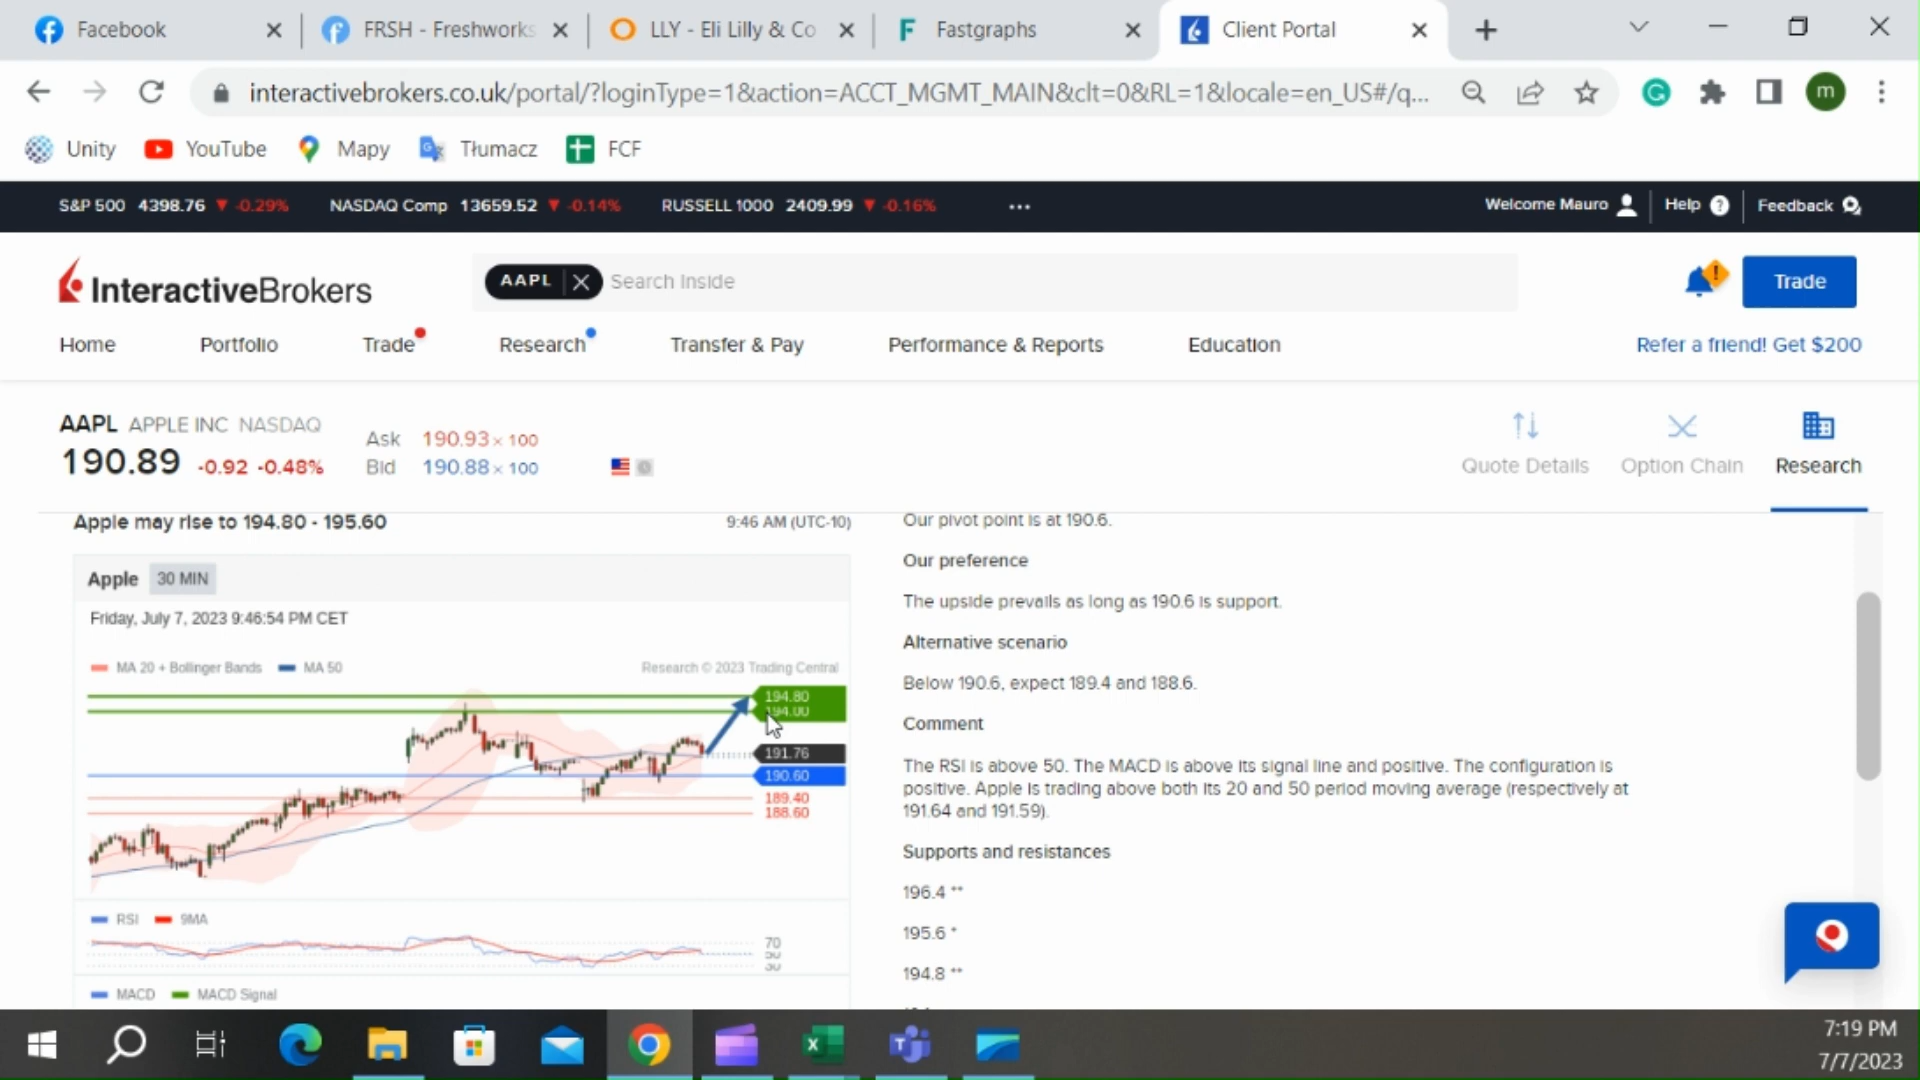 Facebook
FRSH - Freshworks
LLY - Eli Lilly & Co
Fastgraphs
Client Portal
interactivebrokers.co.uk/portal/?loginType=1&action=ACCT_MGMT_MAIN&clt=0&RL=1&locale=en_US#/q...
m
Unity
YouTube
Mapy
Tłumacz
FCF
S&P 500 4398.76 ▼ -0.29%
NASDAQ Comp 13659.52 ▼ -0.14%
RUSSELL 1000 2409.99 ▼ -0.16%
...
Welcome Mauro
Help ?
Feedback
InteractiveBrokers
AAPL
Search Inside
Trade
Home
Portfolio
Trade
Research
Transfer & Pay
Performance & Reports
Education
Refer a friend! Get $200
AAPL APPLE INC NASDAQ
190.89 -0.92 -0.48%
Ask 190.93 × 100
Bid 190.88 × 100
Quote Details
Option Chain
Research
Apple may rise to 194.80 - 195.60
9:46 AM (UTC-10)
Apple 30 MIN
Friday, July 7, 2023 9:46:54 PM CET
MA 20 + Bollinger Bands
MA 50
Research © 2023 Trading Central
194.80
194.00
191.76
190.60
189.40
188.60
RSI
9MA
70
50
30
MACD
MACD Signal
Our pivot point is at 190.6.
Our preference
The upside prevails as long as 190.6 is support.
Alternative scenario
Below 190.6, expect 189.4 and 188.6.
Comment
The RSI is above 50. The MACD is above its signal line and positive. The configuration is
positive. Apple is trading above both its 20 and 50 period moving average (respectively at
191.64 and 191.59).
Supports and resistances
196.4 **
195.6 *
194.8 **
7:19 PM
7/7/2023